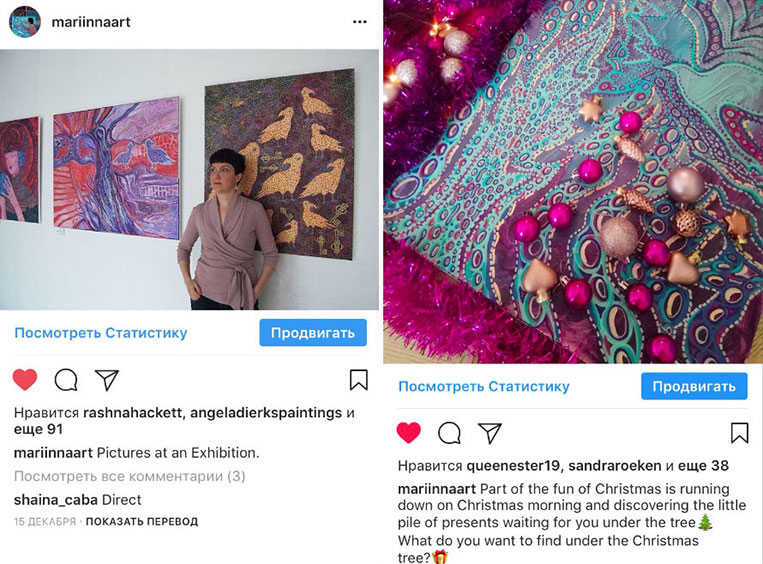 mariinnaart
Посмотреть Статистику
Продвигать
Нравится rashnahackett, angeladierkspaintings и
еще 91
mariinnaart Pictures at an Exhibition.
Посмотреть все комментарии (3)
shaina_caba Direct
15 ДЕКАБРЯ · ПОКАЗАТЬ ПЕРЕВОД
Посмотреть Статистику
Продвигать
Нравится queenester19, sandraroeken и еще 38
mariinnaart Part of the fun of Christmas is running
down on Christmas morning and discovering the little
pile of presents waiting for you under the tree🎄
What do you want to find under the Christmas
tree?🎁